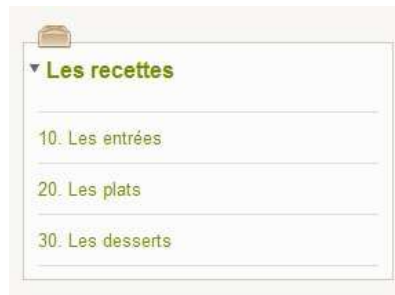 Les recettes
10. Les entrées
20. Les plats
30. Les desserts